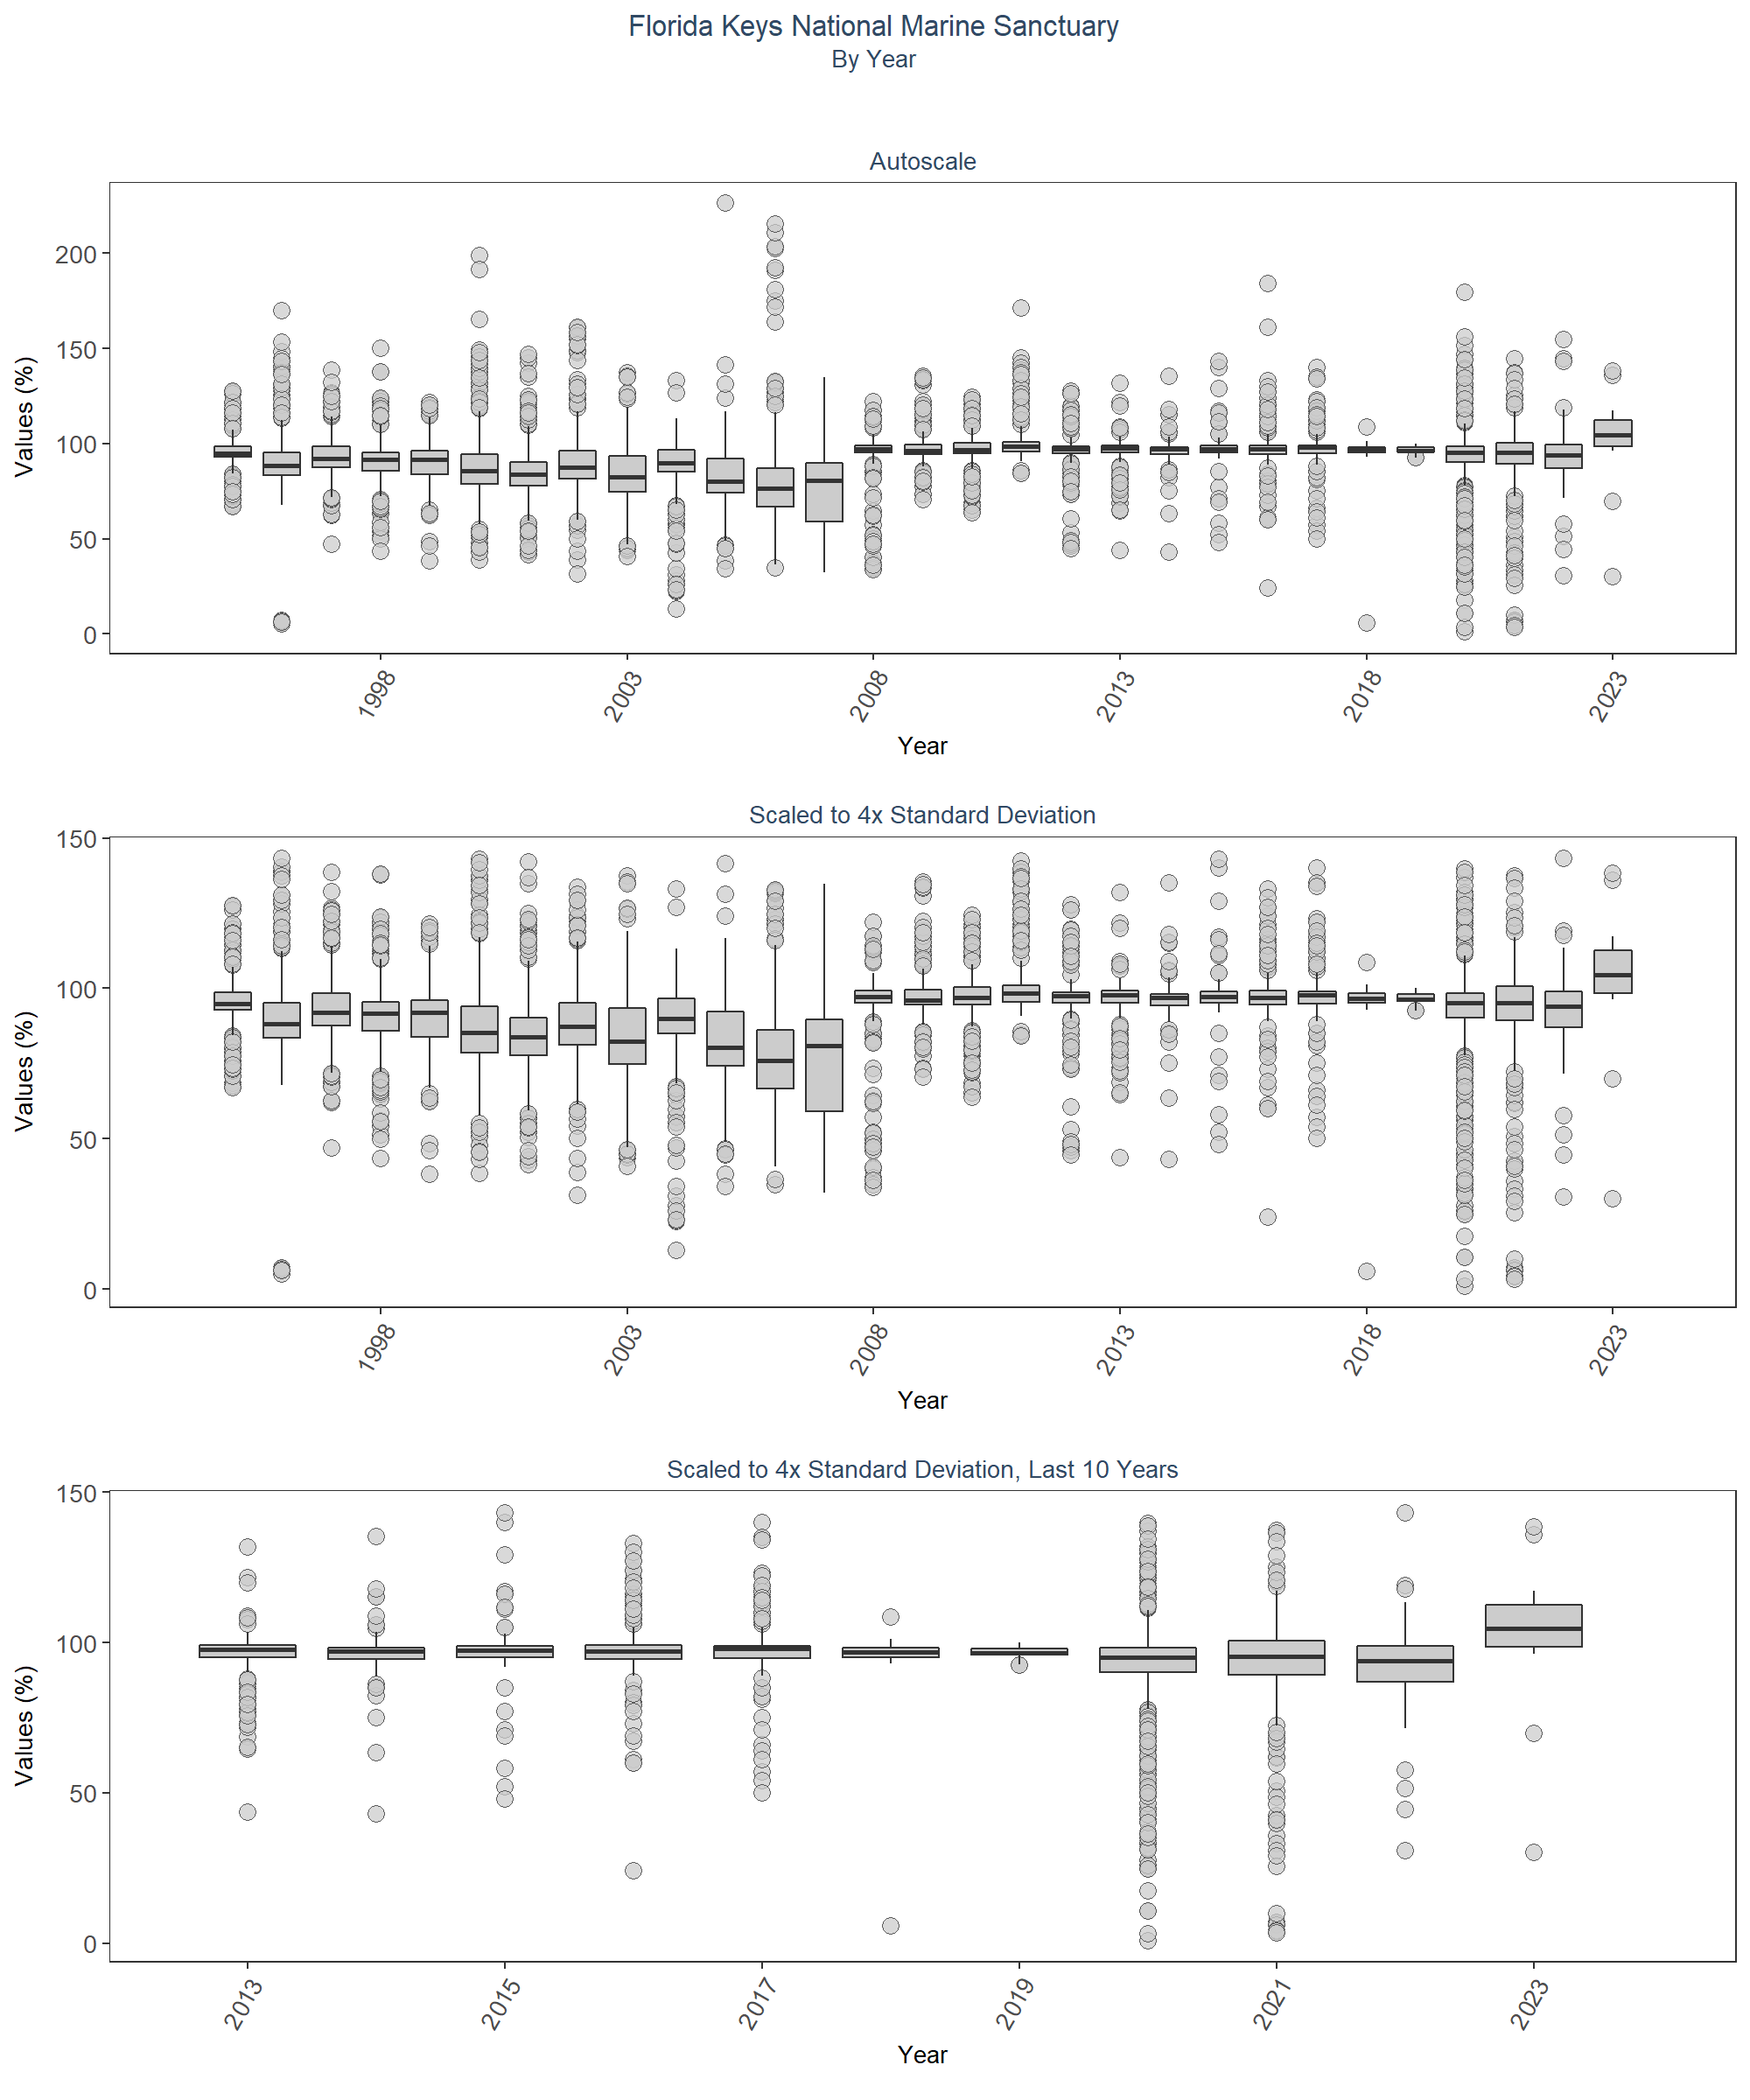 Florida Keys National Marine Sanctuary
By Year
Autoscale
Values (%)
200
150
100
50
0
1998
2003
2008
2013
2018
2023
Year
Scaled to 4x Standard Deviation
Values (%)
150
100
50
0
1998
2003
2008
2013
2018
2023
Year
Scaled to 4x Standard Deviation, Last 10 Years
Values (%)
150
100
50
0
2013
2015
2017
2019
2021
2023
Year